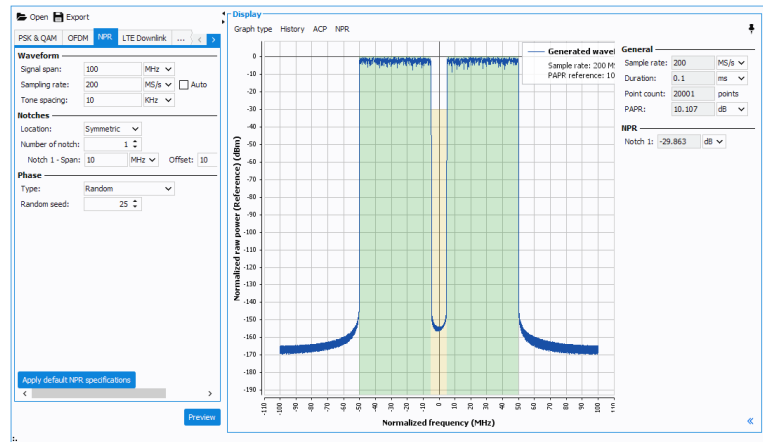 Open Export
PSK & QAM OFDM NPR LTE Downlink ... < >
Waveform
Signal span: 100 MHz
Sampling rate: 200 MS/s Auto
Tone spacing: 10 KHz
Notches
Location: Symmetric
Number of notch: 1
Notch 1 - Span: 10 MHz Offset: 10
Phase
Type: Random
Random seed: 25
Apply default NPR specifications
< >
Preview
Display
Graph type History ACP NPR
Generated wavel
Sample rate: 200 M
PAPR reference: 10
0
-10
-20
-30
-40
-50
-60
-70
-80
-90
-100
-110
-120
-130
-140
-150
-160
-170
-180
-190
Normalized raw power (Reference) (dBm)
-110 -100 -90 -80 -70 -60 -50 -40 -30 -20 -10 0 10 20 30 40 50 60 70 80 90 100 110
Normalized frequency (MHz)
General
Sample rate: 200 MS/s
Duration: 0.1 ms
Point count: 20001 points
PAPR: 10.107 dB
NPR
Notch 1: -29.863 dB
«